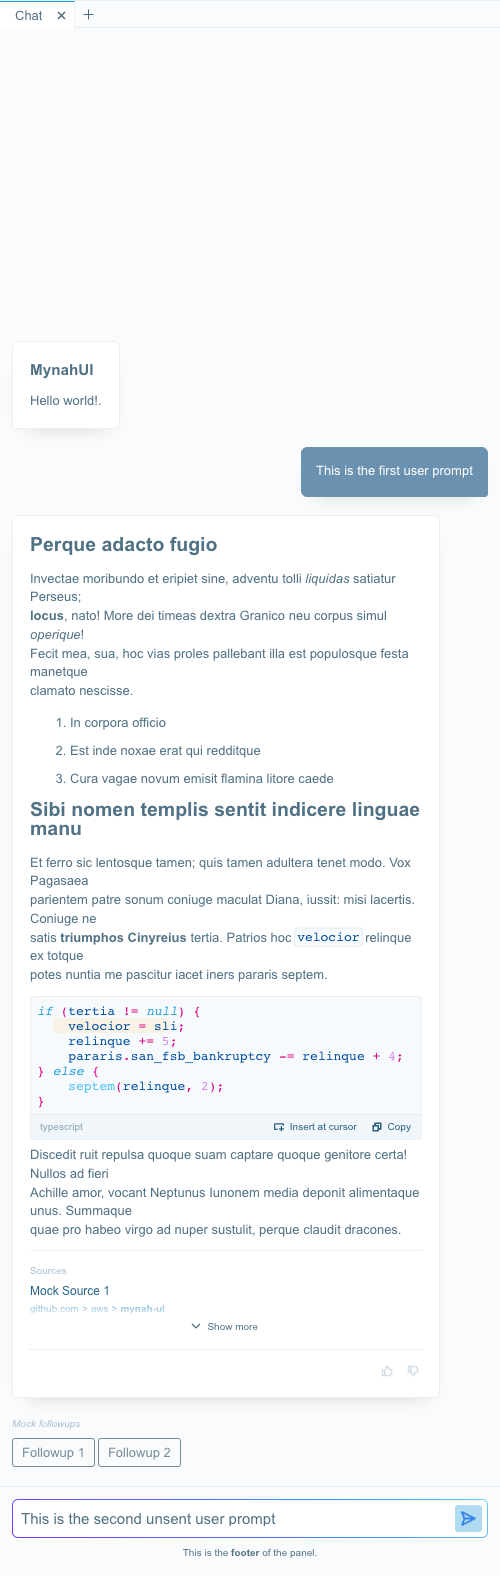 Chat
MynahUI
Hello world!.
This is the first user prompt
Perque adacto fugio
Invectae moribundo et eripiet sine, adventu tolli liquidas satiatur
Perseus;
locus, nato! More dei timeas dextra Granico neu corpus simul
operique!
Fecit mea, sua, hoc vias proles pallebant illa est populosque festa
manetque
clamato nescisse.
1. In corpora officio
2. Est inde noxae erat qui redditque
3. Cura vagae novum emisit flamina litore caede
Sibi nomen templis sentit indicere linguae
manu
Et ferro sic lentosque tamen; quis tamen adultera tenet modo. Vox
Pagasaea
parientem patre sonum coniuge maculat Diana, iussit: misi lacertis.
Coniuge ne
satis triumphos Cinyreius tertia. Patrios hoc velocior relinque
ex totque
potes nuntia me pascitur iacet iners pararis septem.
if (tertia != null) {
velocior = sli;
relinque += 5;
pararis.san_fsb_bankruptcy -= relinque + 4;
} else {
septem(relinque, 2);
}
typescript Insert at cursor Copy
Discedit ruit repulsa quoque suam captare quoque genitore certa!
Nullos ad fieri
Achille amor, vocant Neptunus Iunonem media deponit alimentaque
unus. Summaque
quae pro habeo virgo ad nuper sustulit, perque claudit dracones.
Sources
Mock Source 1
github.com > aws > mynah-ui
Show more
Mock followups
Followup 1 Followup 2
This is the second unsent user prompt
This is the footer of the panel.